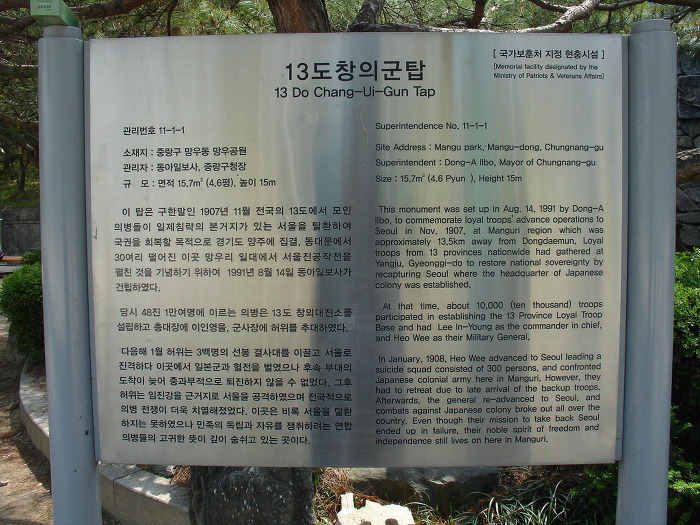 [ 국가보훈처 지정 현충시설 ]
[Memorial facility designated by the
Ministry of Patriots & Veterans Affairs]
13도창의군탑
13 Do Chang-Ui-Gun Tap
관리번호 11-1-1
소재지 : 중랑구 망우동 망우공원
관리자 : 동아일보사, 중랑구청장
규 모 : 면적 15.7m² (4.6평), 높이 15m
이 탑은 구한말인 1907년 11월 전국의 13도에서 모인
의병들이 일제침략의 본거지가 있는 서울을 탈환하여
국권을 회복할 목적으로 경기도 양주에 집결, 동대문에서
30여리 떨어진 이곳 망우리 일대에서 서울진공작전을
펼친 것을 기념하기 위하여 1991년 8월 14일 동아일보사가
건립하였다.
당시 48진 1만여명에 이르는 의병은 13도 창의대진소를
설립하고 총대장에 이인영을, 군사장에 허위를 추대하였다.
다음해 1월 허위는 3백명의 선봉 결사대를 이끌고 서울로
진격하다 이곳에서 일본군과 혈전을 벌였으나 후속 부대의
도착이 늦어 중과부적으로 퇴진하지 않을 수 없었다. 그후
허위는 임진강을 근거지로 서울을 공격하였으며 전국적으로
의병 전쟁이 더욱 치열해졌었다. 이곳은 비록 서울을 탈환
하지는 못하였으나 민족의 독립과 자유를 쟁취하려는 연합
의병들의 고귀한 뜻이 깊이 숨쉬고 있는 곳이다.
Superintendence No. 11-1-1
Site Address : Mangu park, Mangu-dong, Chungnang-gu
Superintendent : Dong-A Ilbo, Mayor of Chungnang-gu
Size : 15.7m² (4.6 Pyun ), Height 15m
This monument was set up in Aug. 14, 1991 by Dong-A
Ilbo, to commemorate loyal troops' advance operations to
Seoul in Nov. 1907, at Manguri region which was
approximately 13.5km away from Dongdaemun. Loyal
troops from 13 provinces nationwide had gathered at
Yangju, Gyeonggi-do to restore national sovereignty by
recapturing Seoul where the headquarter of Japanese
colony was established.
At that time, about 10,000 (ten thousand) troops
participated in establishing the 13 Province Loyal Troop
Base and had Lee In-Young as the commander in chief,
and Heo Wee as their Military General.
In January, 1908, Heo Wee advanced to Seoul leading a
suicide squad consisted of 300 persons, and confronted
Japanese colonial army here in Manguri. However, they
had to retreat due to late arrival of the backup troops.
Afterwards, the general re-advanced to Seoul, and
combats against Japanese colony broke out all over the
country. Even though their mission to take back Seoul
ended up in failure, their noble spirit of freedom and
independence still lives on here in Manguri.